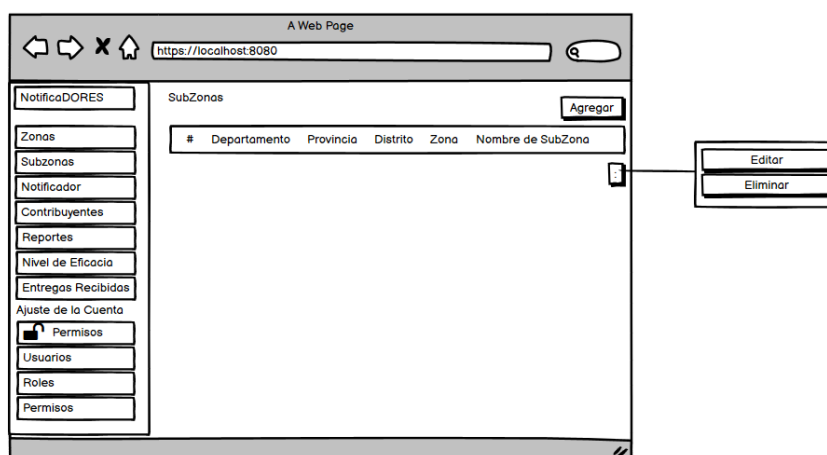 A Web Page
https://localhost:8080
NotificaDORES
Zonas
Subzonas
Notificador
Contribuyentes
Reportes
Nivel de Eficacia
Entregas Recibidas
Ajuste de la Cuenta
Permisos
Usuarios
Roles
Permisos
SubZonas
Agregar
# Departamento Provincia Distrito Zona Nombre de SubZona
Editar
Eliminar